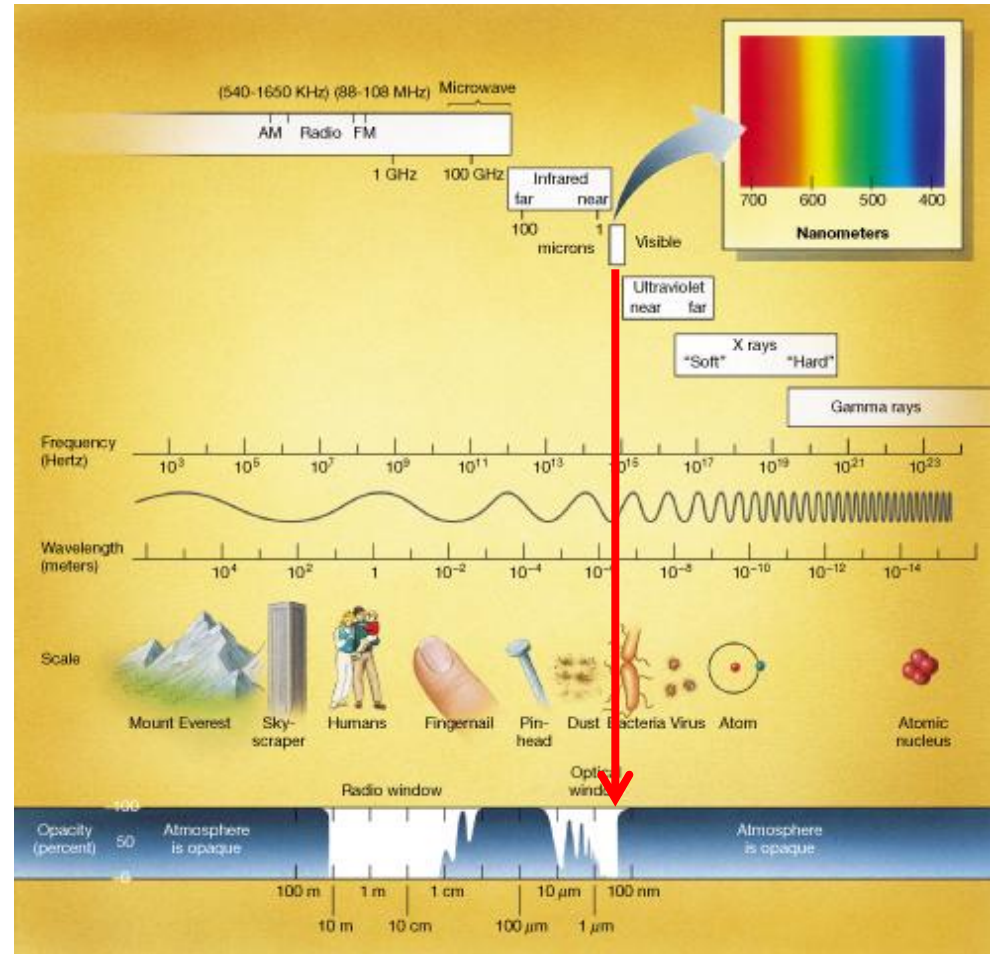 (540-1650 KHz) (88-108 MHz) Microwave
AM Radio FM
1 GHz 100 GHz
Infrared
far near
100 1
microns
Visible
700 600 500 400
Nanometers
Ultraviolet
near far
X rays
"Soft" "Hard"
Gamma rays
Frequency
(Hertz)
10³ 10⁵ 10⁷ 10⁹ 10¹¹ 10¹³ 10¹⁵ 10¹⁷ 10¹⁹ 10²¹ 10²³
Wavelength
(meters)
10⁴ 10² 1 10⁻² 10⁻⁴ 10⁻⁸ 10⁻¹⁰ 10⁻¹² 10⁻¹⁴
Scale
Mount Everest
Sky-
scraper
Humans
Fingernail
Pin-
head
Dust
Bacteria
Virus
Atom
Atomic
nucleus
Radio window
Optical
window
Opacity
(percent)
100
50
0
Atmosphere
is opaque
Atmosphere
is opaque
100 m 1 m 1 cm 10 μm 100 nm
10 m 10 cm 100 μm 1 μm